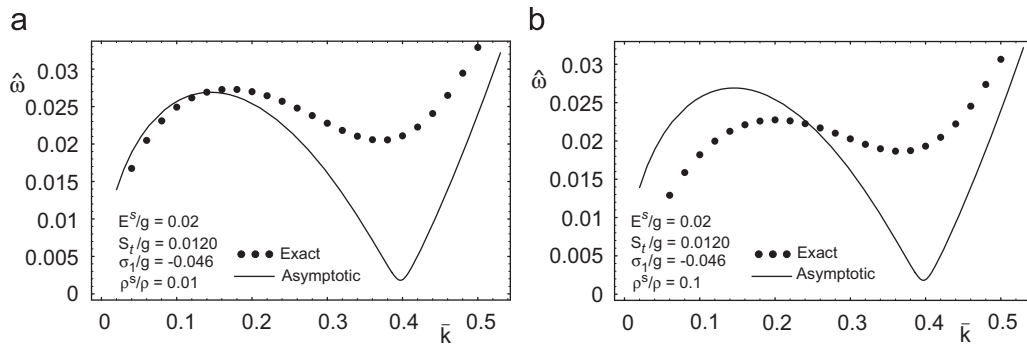 a
ω̂
0.03
0.025
0.02
0.015
0.01
0.005
0
E^s/g = 0.02
S_t/g = 0.0120
σ_1/g = -0.046
ρ^s/ρ = 0.01
Exact
Asymptotic
0 0.1 0.2 0.3 0.4 0.5
k̄
b
ω̂
0.03
0.025
0.02
0.015
0.01
0.005
0
E^s/g = 0.02
S_t/g = 0.0120
σ_1/g = -0.046
ρ^s/ρ = 0.1
Exact
Asymptotic
0 0.1 0.2 0.3 0.4 0.5
k̄